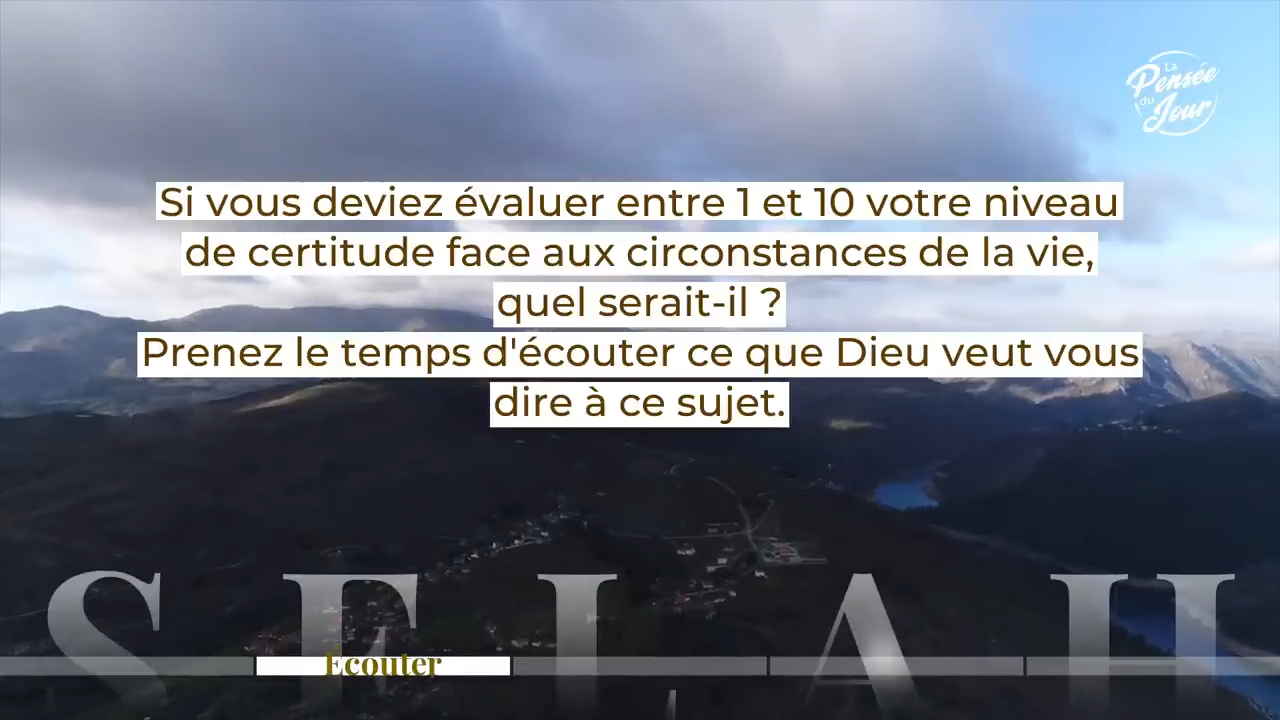 La
Pensée
du
Jour
Si vous deviez évaluer entre 1 et 10 votre niveau
de certitude face aux circonstances de la vie,
quel serait-il ?
Prenez le temps d'écouter ce que Dieu veut vous
dire à ce sujet.
SELAH
Écouter